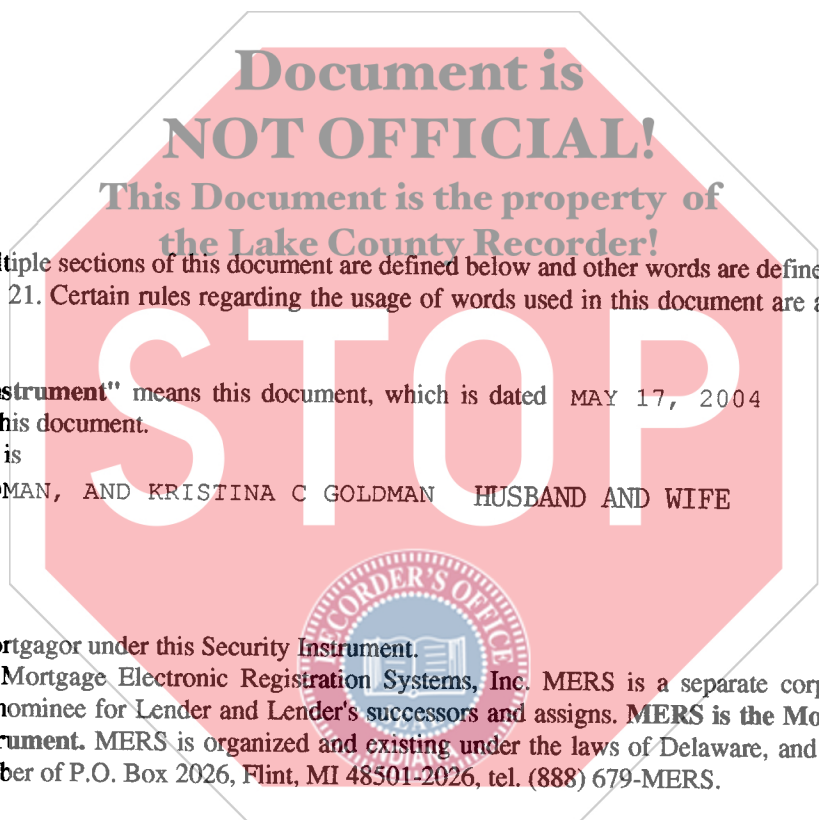 Document is
NOT OFFICIAL!
This Document is the property of
the Lake County Recorder!
ltiple sections of this document are defined below and other words are define
21. Certain rules regarding the usage of words used in this document are a
STOP
strument" means this document, which is dated MAY 17, 2004
his document.
is
MAN, AND KRISTINA C GOLDMAN HUSBAND AND WIFE
RECORDER'S OFFICE
rtgagor under this Security Instrument.
Mortgage Electronic Registration Systems, Inc. MERS is a separate corp
nominee for Lender and Lender's successors and assigns. MERS is the Mo
rument. MERS is organized and existing under the laws of Delaware, and
ber of P.O. Box 2026, Flint, MI 48501-2026, tel. (888) 679-MERS.
INDIANA